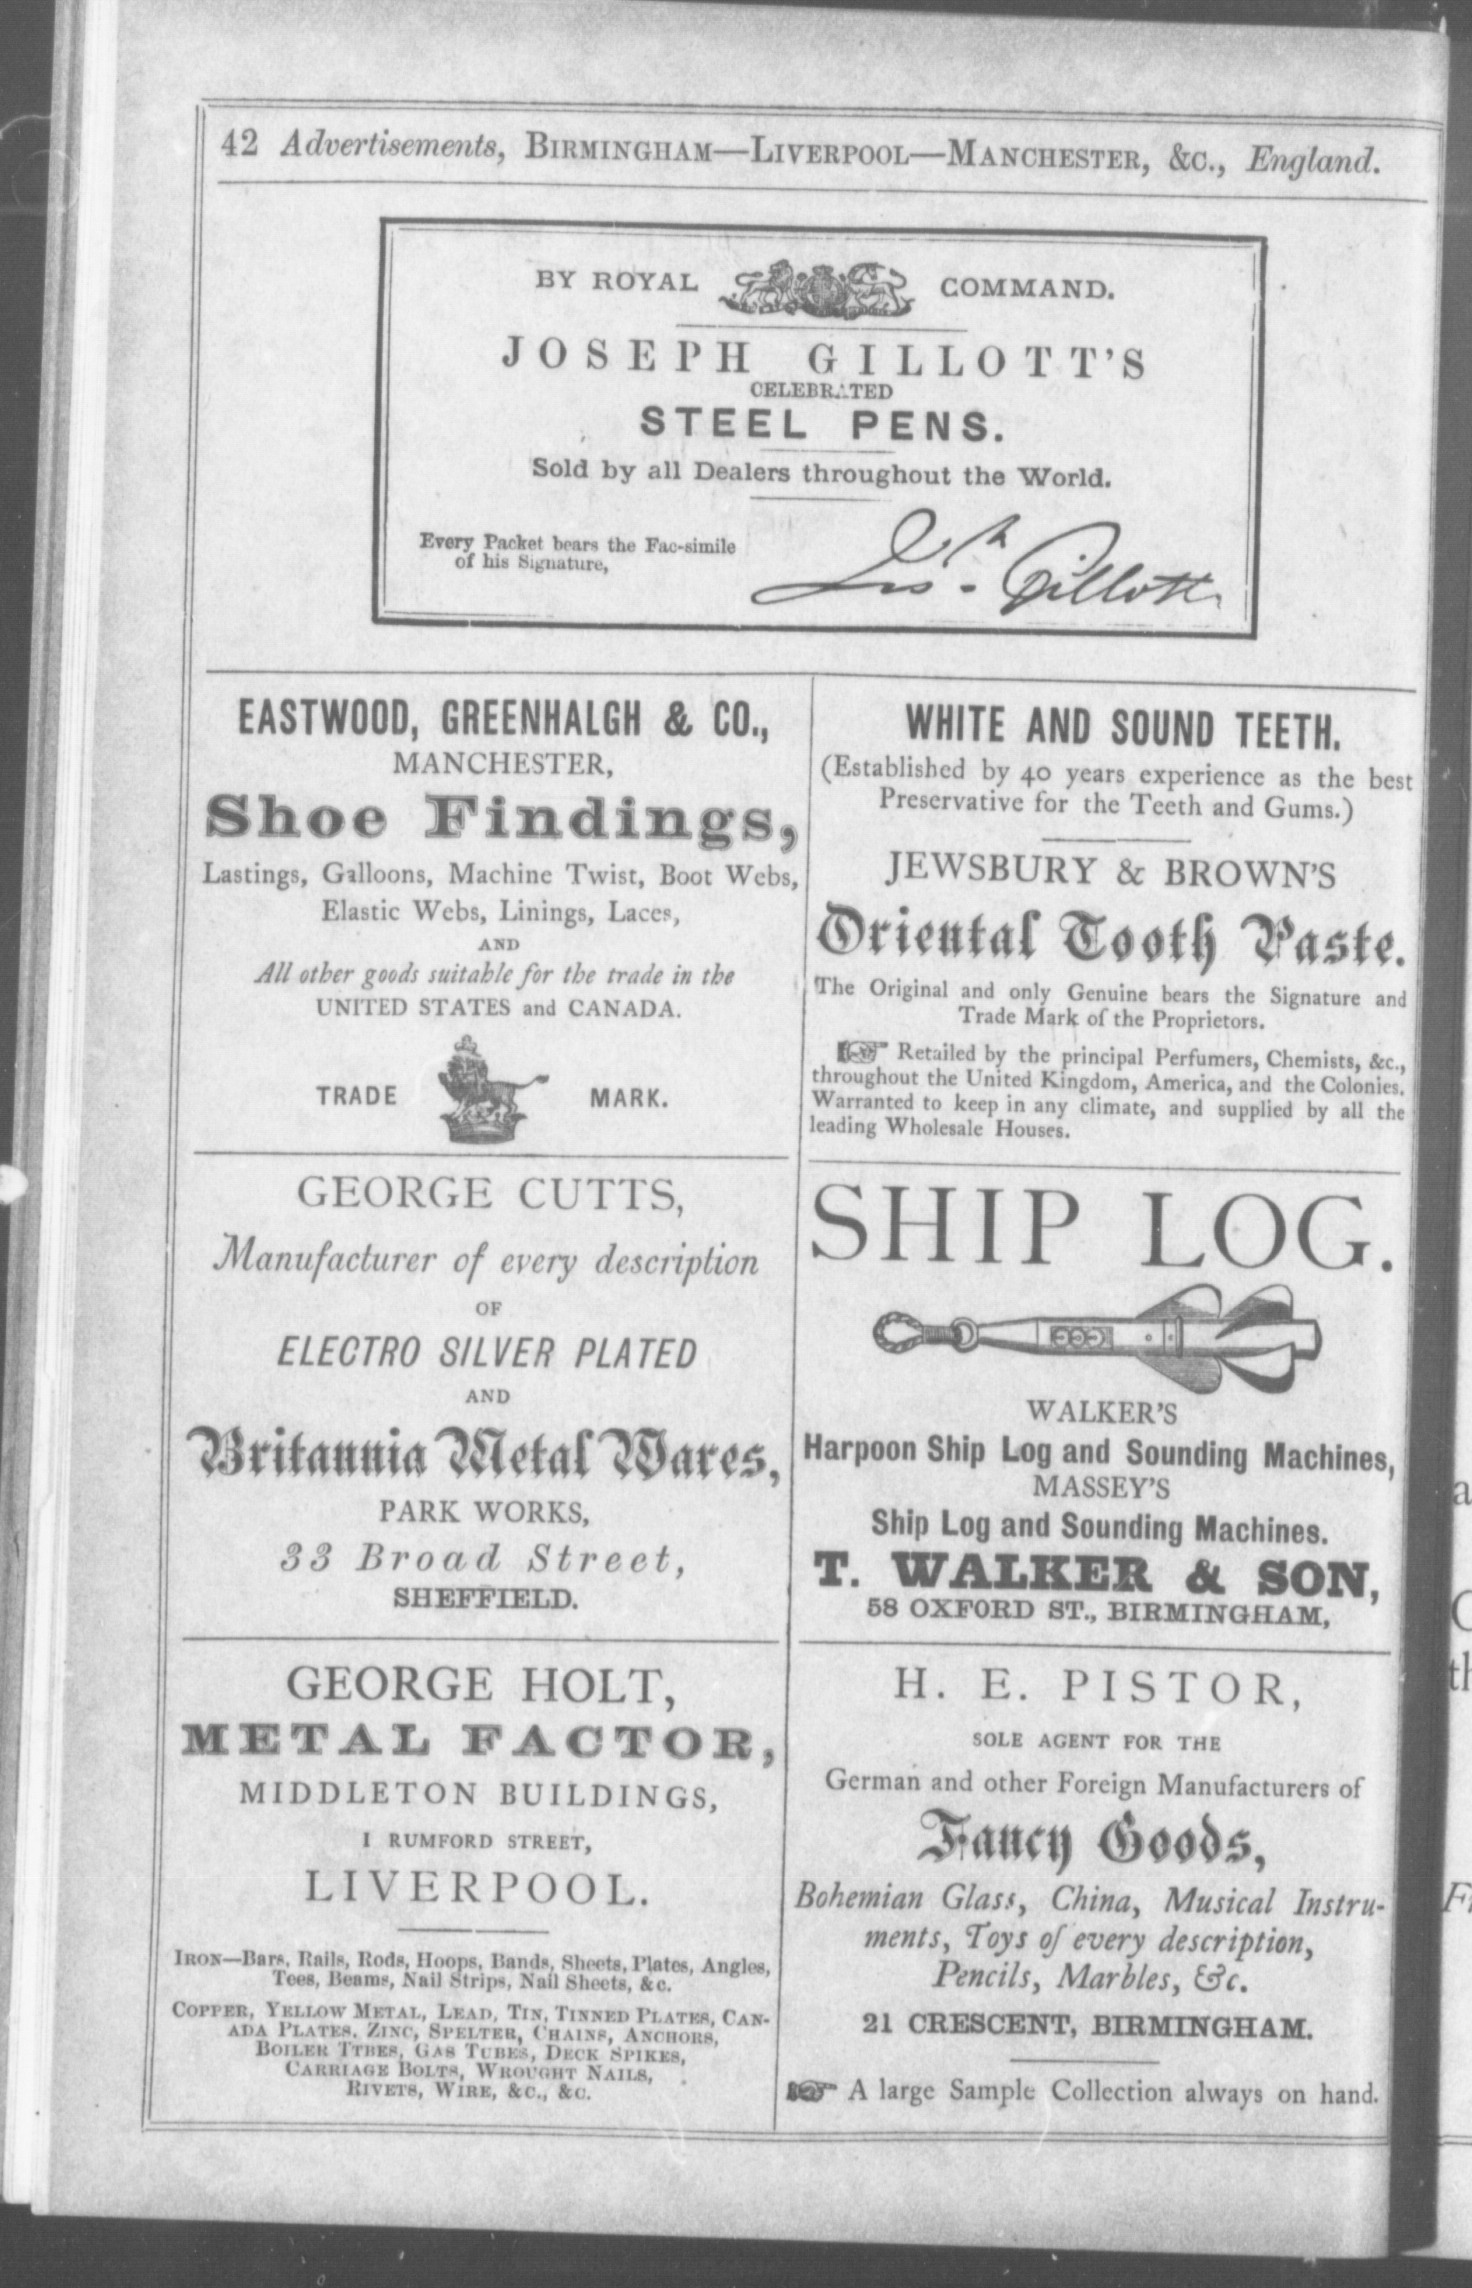 42 Advertisements, BIRMINGHAM—LIVERPOOL—MANCHESTER, &C., England.
BY ROYAL COMMAND.
JOSEPH GILLOTT'S
CELEBRATED
STEEL PENS.
Sold by all Dealers throughout the World.
Every Packet bears the Fac-simile
of his Signature,
Jos. Gillott
EASTWOOD, GREENHALGH & CO.,
MANCHESTER,
Shoe Findings,
Lastings, Galloons, Machine Twist, Boot Webs,
Elastic Webs, Linings, Laces,
AND
All other goods suitable for the trade in the
UNITED STATES and CANADA.
TRADE MARK.
GEORGE CUTTS,
Manufacturer of every description
OF
ELECTRO SILVER PLATED
AND
Britannia Metal Wares,
PARK WORKS,
33 Broad Street,
SHEFFIELD.
GEORGE HOLT,
METAL FACTOR,
MIDDLETON BUILDINGS,
1 RUMFORD STREET,
LIVERPOOL.
IRON—Bars, Rails, Rods, Hoops, Bands, Sheets, Plates, Angles,
Tees, Beams, Nail Strips, Nail Sheets, &c.
COPPER, YELLOW METAL, LEAD, TIN, TINNED PLATES, CAN-
ADA PLATES, ZINC, SPELTER, CHAINS, ANCHORS,
BOILER TTBES, GAS TUBES, DECK SPIKES,
CARRIAGE BOLTS, WROUGHT NAILS,
RIVETS, WIRE, &C., &C.
WHITE AND SOUND TEETH.
(Established by 40 years experience as the best
Preservative for the Teeth and Gums.)
JEWSBURY & BROWN'S
Oriental Tooth Paste.
The Original and only Genuine bears the Signature and
Trade Mark of the Proprietors.
☞ Retailed by the principal Perfumers, Chemists, &c.,
throughout the United Kingdom, America, and the Colonies.
Warranted to keep in any climate, and supplied by all the
leading Wholesale Houses.
SHIP LOG.
WALKER'S
Harpoon Ship Log and Sounding Machines,
MASSEY'S
Ship Log and Sounding Machines.
T. WALKER & SON,
58 OXFORD ST., BIRMINGHAM,
H. E. PISTOR,
SOLE AGENT FOR THE
German and other Foreign Manufacturers of
Fancy Goods,
Bohemian Glass, China, Musical Instru-
ments, Toys of every description,
Pencils, Marbles, &c.
21 CRESCENT, BIRMINGHAM.
☞ A large Sample Collection always on hand.